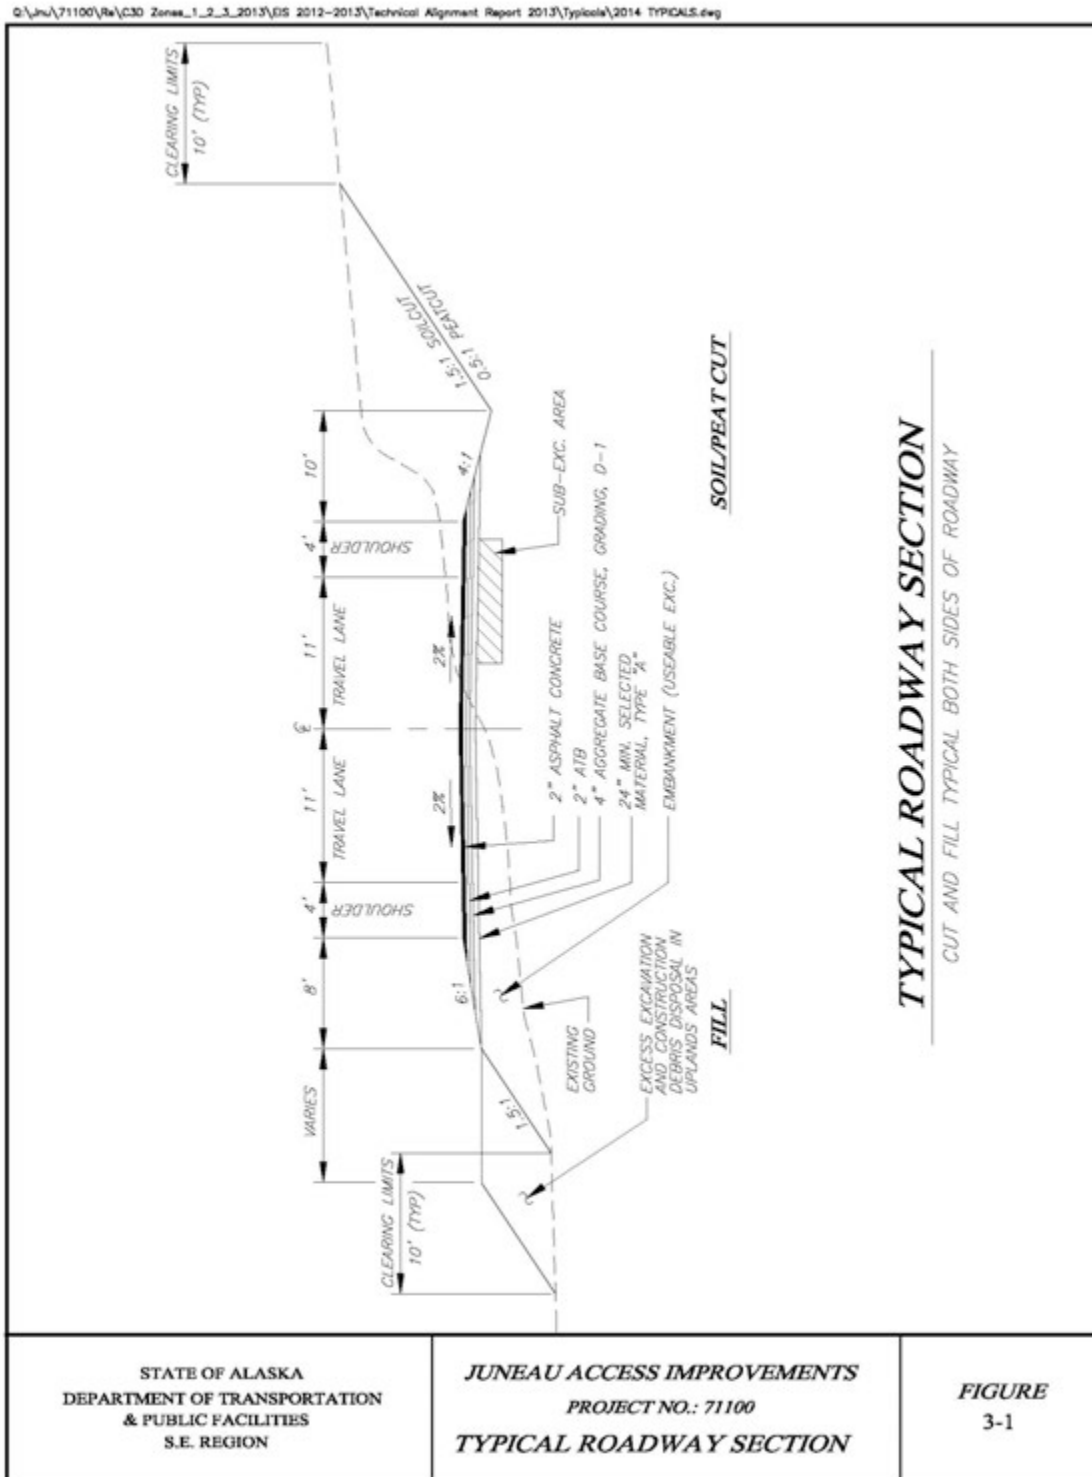 Q:\Jnu\71100\Re\C3D Zones_1_2_3_2013\EIS 2012-2013\Technical Alignment Report 2013\Typicals\2014 TYPICALS.dwg
CLEARING LIMITS
10' (TYP)
VARIES
8'
4'
SHOULDER
11'
TRAVEL LANE
℄
11'
TRAVEL LANE
4'
SHOULDER
10'
CLEARING LIMITS
10' (TYP)
1.5:1
6:1
2%
2%
4:1
1.5:1 SOILCUT
0.5:1 PEATCUT
SUB-EXC. AREA
2" ASPHALT CONCRETE
2" ATB
4" AGGREGATE BASE COURSE, GRADING, D-1
24" MIN. SELECTED
MATERIAL, TYPE "A"
EMBANKMENT (USEABLE EXC.)
EXISTING
GROUND
EXCESS EXCAVATION
AND CONSTRUCTION
DEBRIS DISPOSAL IN
UPLANDS AREAS
FILL
SOIL/PEAT CUT
TYPICAL ROADWAY SECTION
CUT AND FILL TYPICAL BOTH SIDES OF ROADWAY
STATE OF ALASKA
DEPARTMENT OF TRANSPORTATION
& PUBLIC FACILITIES
S.E. REGION
JUNEAU ACCESS IMPROVEMENTS
PROJECT NO.: 71100
TYPICAL ROADWAY SECTION
FIGURE
3-1